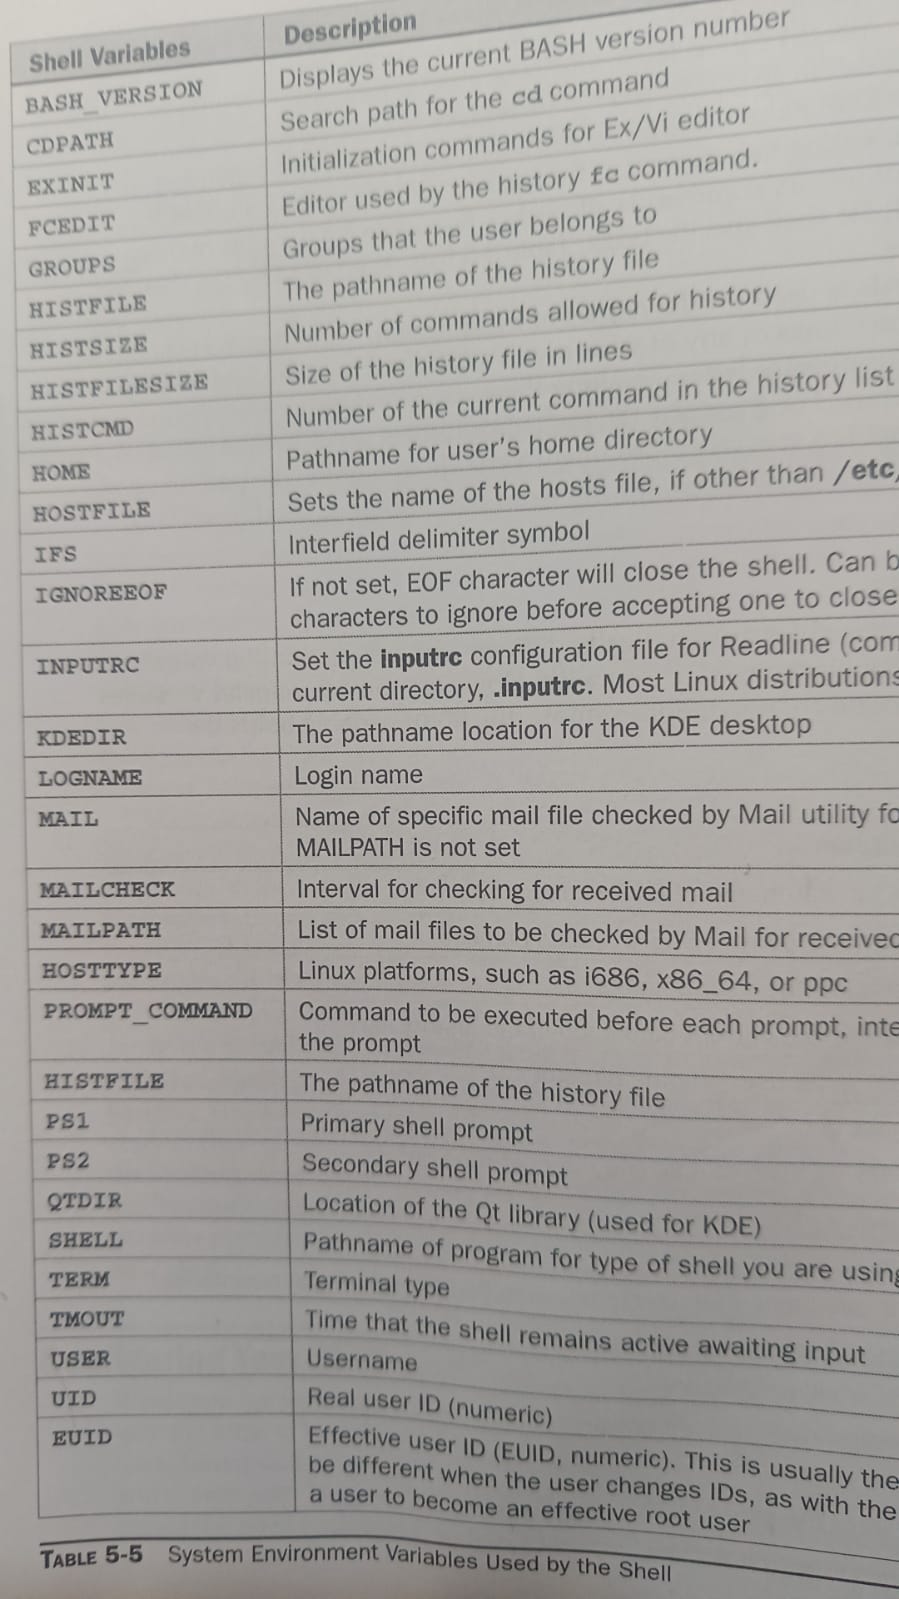 Shell Variables Description
BASH_VERSION Displays the current BASH version number
CDPATH Search path for the cd command
EXINIT Initialization commands for Ex/Vi editor
FCEDIT Editor used by the history fc command.
GROUPS Groups that the user belongs to
HISTFILE The pathname of the history file
HISTSIZE Number of commands allowed for history
HISTFILESIZE Size of the history file in lines
HISTCMD Number of the current command in the history list
HOME Pathname for user's home directory
HOSTFILE Sets the name of the hosts file, if other than /etc/
IFS Interfield delimiter symbol
IGNOREEOF If not set, EOF character will close the shell. Can
characters to ignore before accepting one to close
INPUTRC Set the inputrc configuration file for Readline
current directory, .inputrc. Most Linux distributions
KDEDIR The pathname location for the KDE desktop
LOGNAME Login name
MAIL Name of specific mail file checked by Mail utility
MAILPATH is not set
MAILCHECK Interval for checking for received mail
MAILPATH List of mail files to be checked by Mail for received
HOSTTYPE Linux platforms, such as i686, x86_64, or ppc
PROMPT_COMMAND Command to be executed before each prompt,
the prompt
HISTFILE The pathname of the history file
PS1 Primary shell prompt
PS2 Secondary shell prompt
QTDIR Location of the Qt library (used for KDE)
SHELL Pathname of program for type of shell you are using
TERM Terminal type
TMOUT Time that the shell remains active awaiting input
USER Username
UID Real user ID (numeric)
EUID Effective user ID (EUID, numeric). This is usually the
be different when the user changes IDs, as with the
a user to become an effective root user
TABLE 5-5 System Environment Variables Used by the Shell